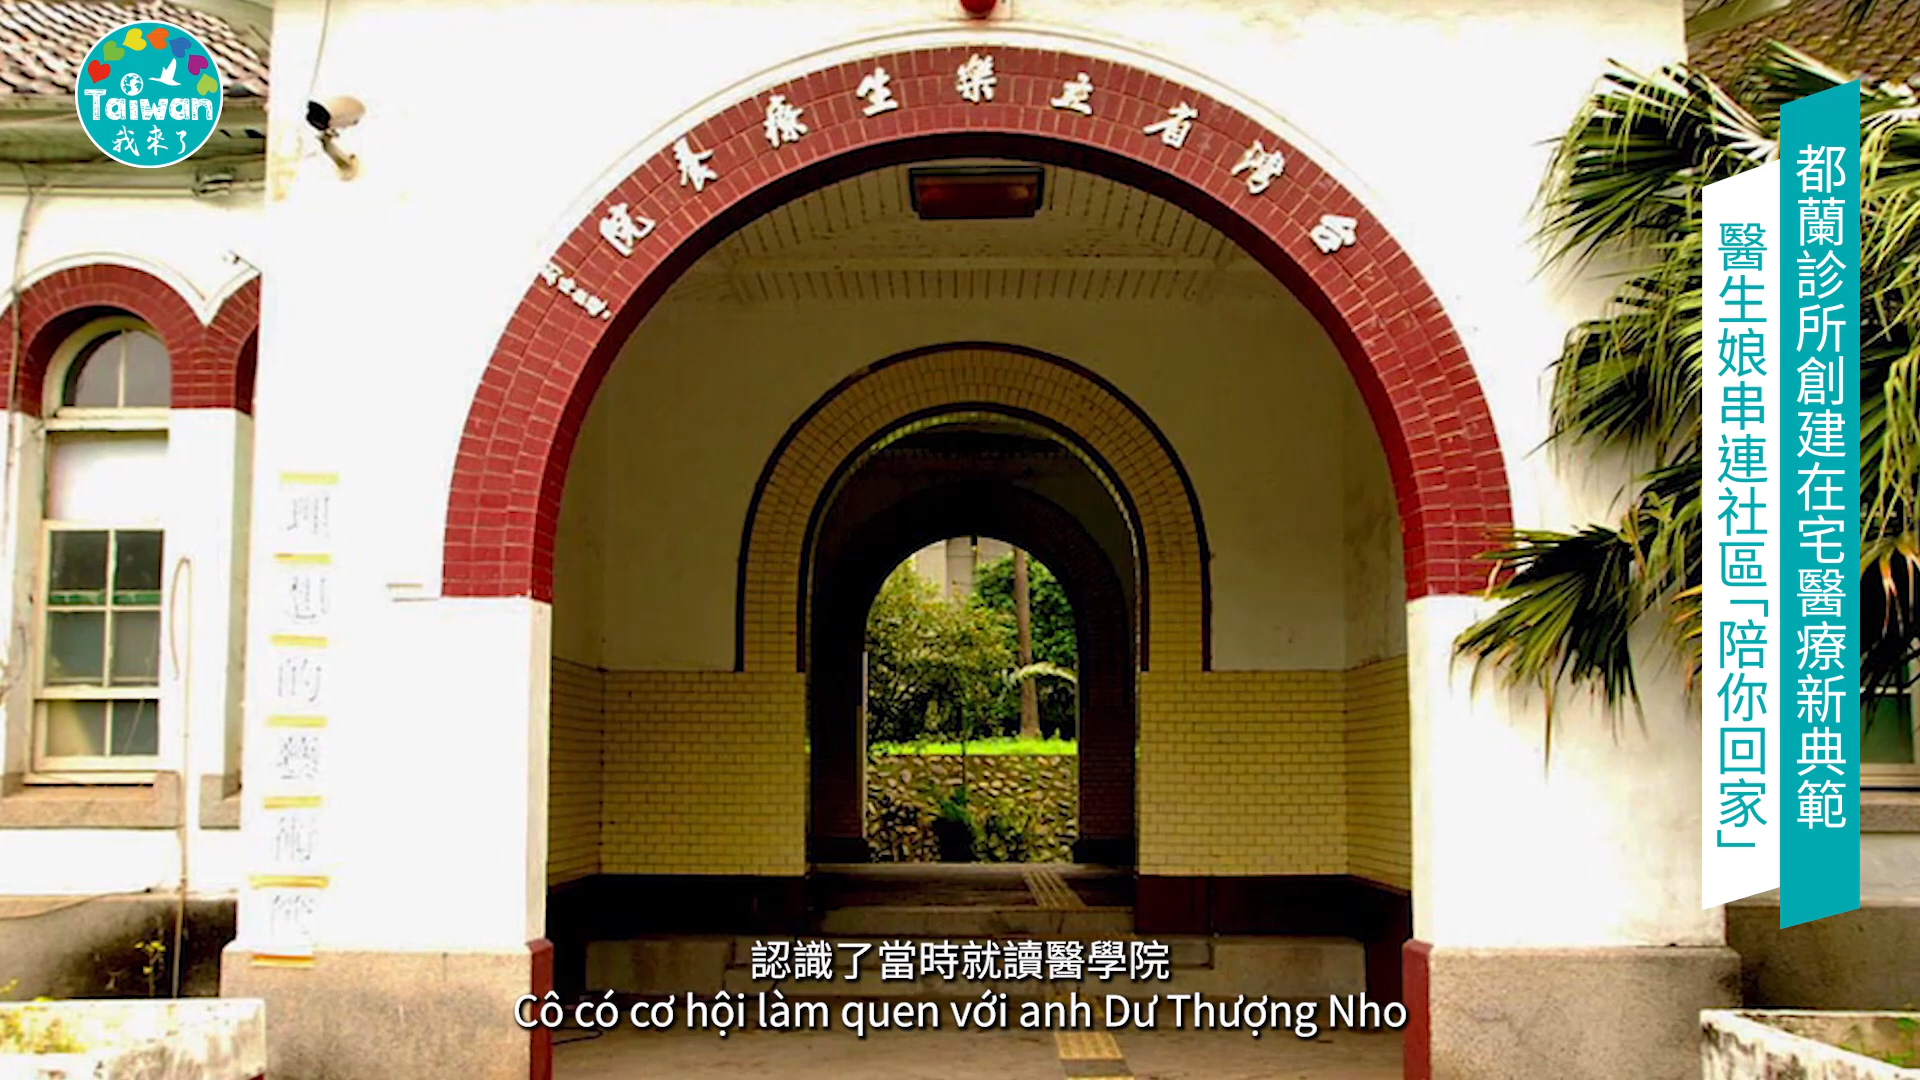 Taiwan
我來了
台灣省立樂生療養院
理想的藝術
都蘭診所創建在宅醫療新典範
醫生娘串連社區「陪你回家」
認識了當時就讀醫學院
Cô có cơ hội làm quen với anh Dư Thượng Nho